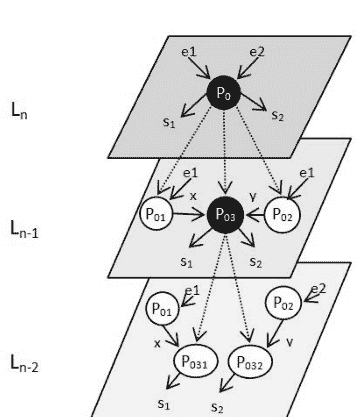 e1 e2
Lₙ P₀
s₁ s₂
e1 e1
x y
Lₙ₋₁ P₀₁ P₀₃ P₀₂
s₁ s₂
e1 e2
P₀₁ P₀₂
x y
Lₙ₋₂ P₀₃₁ P₀₃₂
s₁ s₂